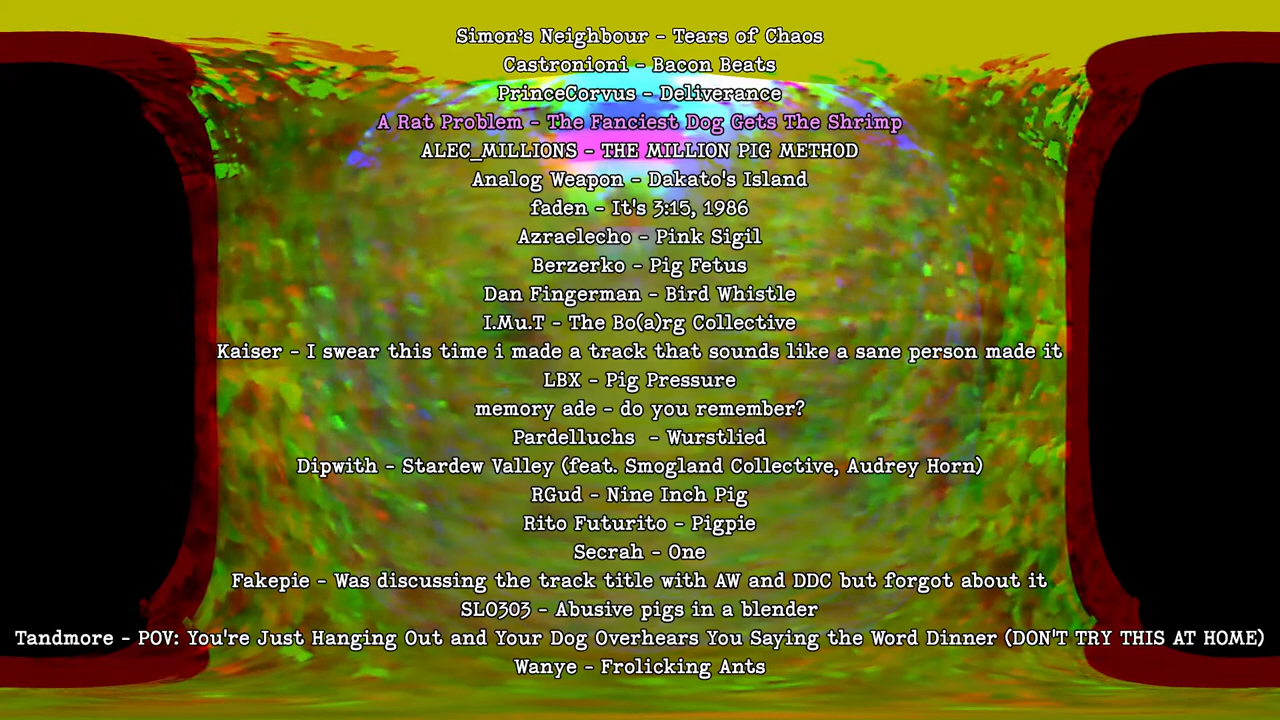 Simon's Neighbour - Tears of Chaos
Castronioni - Bacon Beats
PrinceCorvus - Deliverance
A Rat Problem - The Fanciest Dog Gets The Shrimp
ALEC_MILLIONS - THE MILLION PIG METHOD
Analog Weapon - Dakato's Island
faden - It's 3:15, 1986
Azraelecho - Pink Sigil
Berzerko - Pig Fetus
Dan Fingerman - Bird Whistle
I.Mu.T - The Bo(a)rg Collective
Kaiser - I swear this time i made a track that sounds like a sane person made it
LBX - Pig Pressure
memory ade - do you remember?
Pardelluchs - Wurstlied
Dipwith - Stardew Valley (feat. Smogland Collective, Audrey Horn)
RGud - Nine Inch Pig
Rito Futurito - Pigpie
Secrah - One
Fakepie - Was discussing the track title with AW and DDC but forgot about it
SLO303 - Abusive pigs in a blender
Tandmore - POV: You're Just Hanging Out and Your Dog Overhears You Saying the Word Dinner (DON'T TRY THIS AT HOME)
Wanye - Frolicking Ants